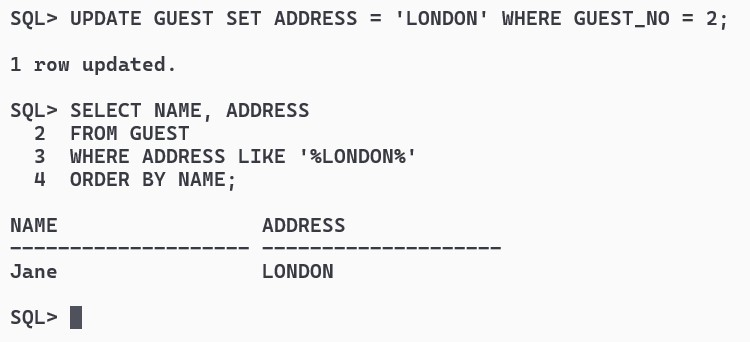 SQL> UPDATE GUEST SET ADDRESS = 'LONDON' WHERE GUEST_NO = 2;
1 row updated.
SQL> SELECT NAME, ADDRESS
  2  FROM GUEST
  3  WHERE ADDRESS LIKE '%LONDON%'
  4  ORDER BY NAME;
NAME                 ADDRESS
-------------------- --------------------
Jane                 LONDON
SQL>